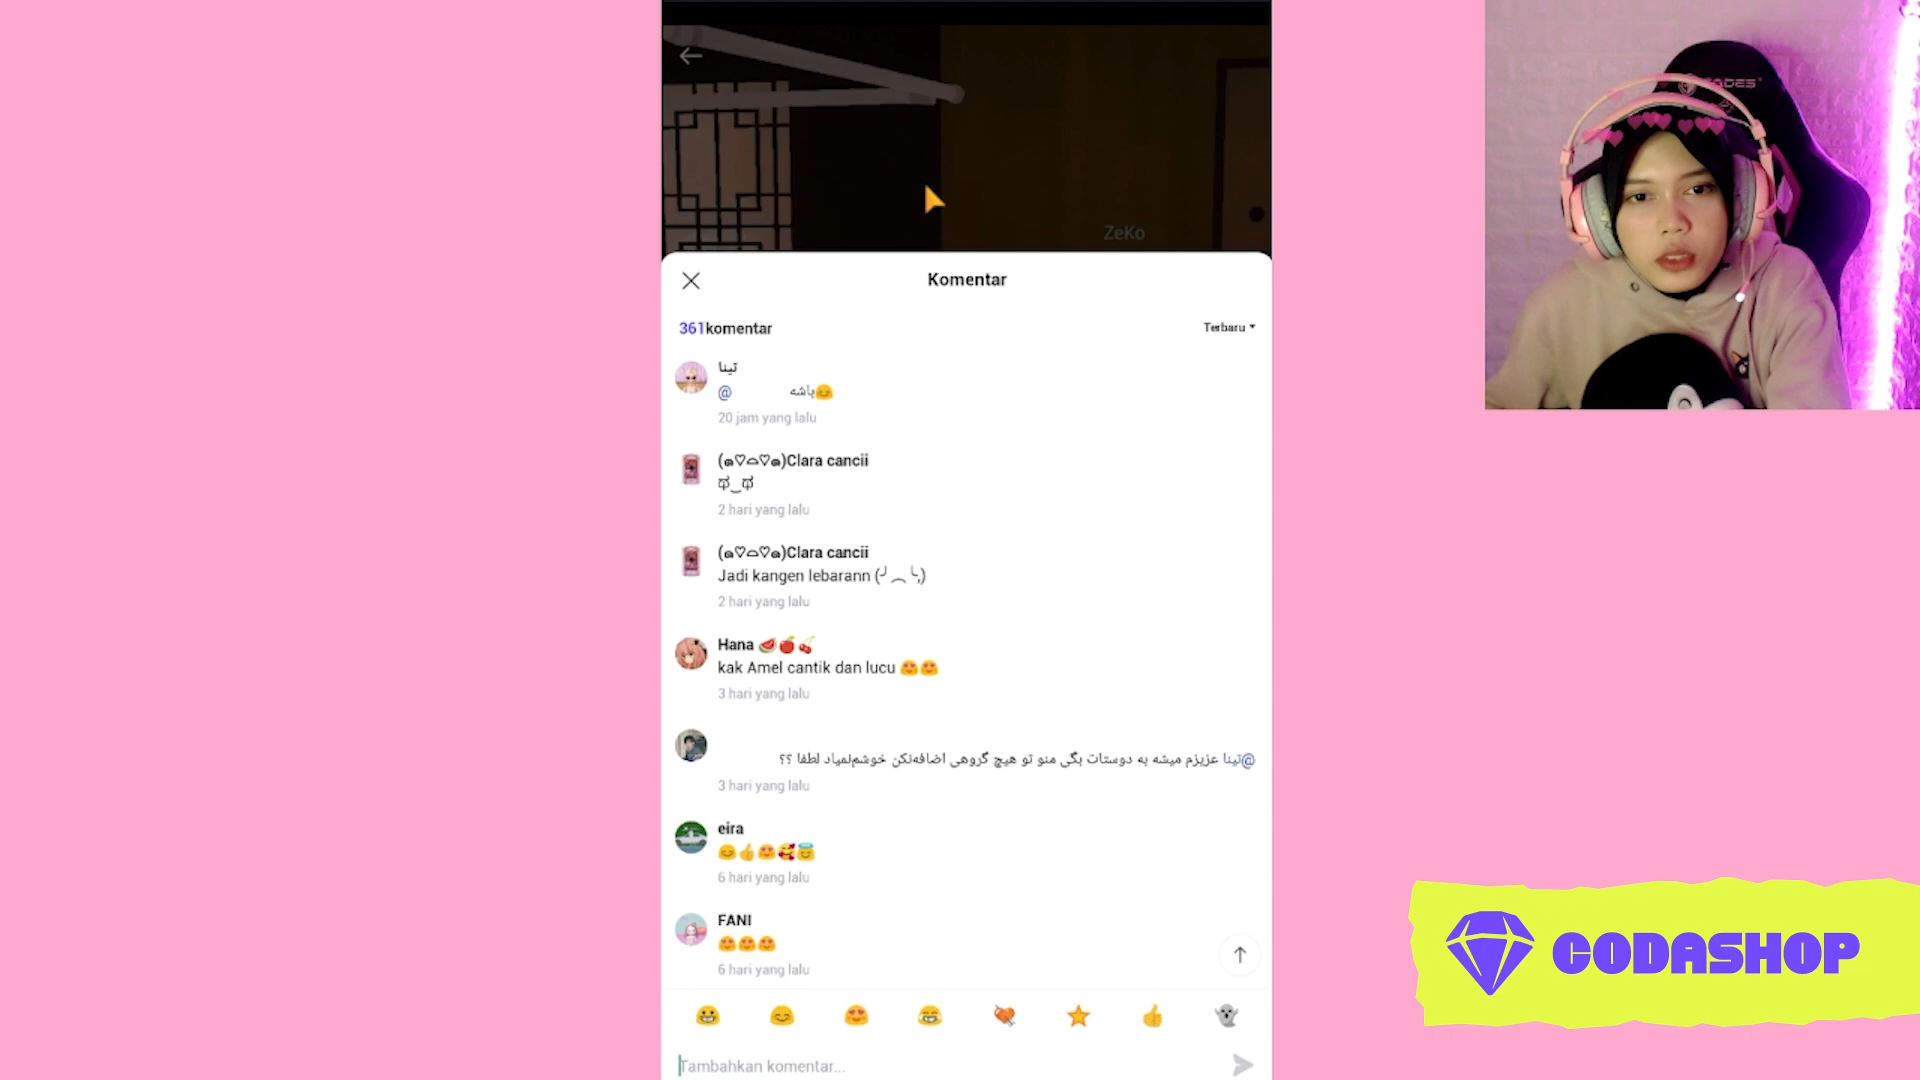 ZeKo
Komentar
361komentar
Terbaru
تینا
@ باشه😊
20 jam yang lalu
(๑♡⌓♡๑)Clara cancii
ಥ‿ಥ
2 hari yang lalu
(๑♡⌓♡๑)Clara cancii
Jadi kangen lebarann (╯︵╰,)
2 hari yang lalu
Hana 🍉🍎🍒
kak Amel cantik dan lucu 😍😍
3 hari yang lalu
@تینا عزیزم میشه به دوستات بگی منو تو هیچ گروهی اضافه‌نکن خوشم‌نمیاد لطفا ؟؟
3 hari yang lalu
eira
😊👍😍🥰😇
6 hari yang lalu
FANI
😍😍😍
6 hari yang lalu
Tambahkan komentar...
CODASHOP